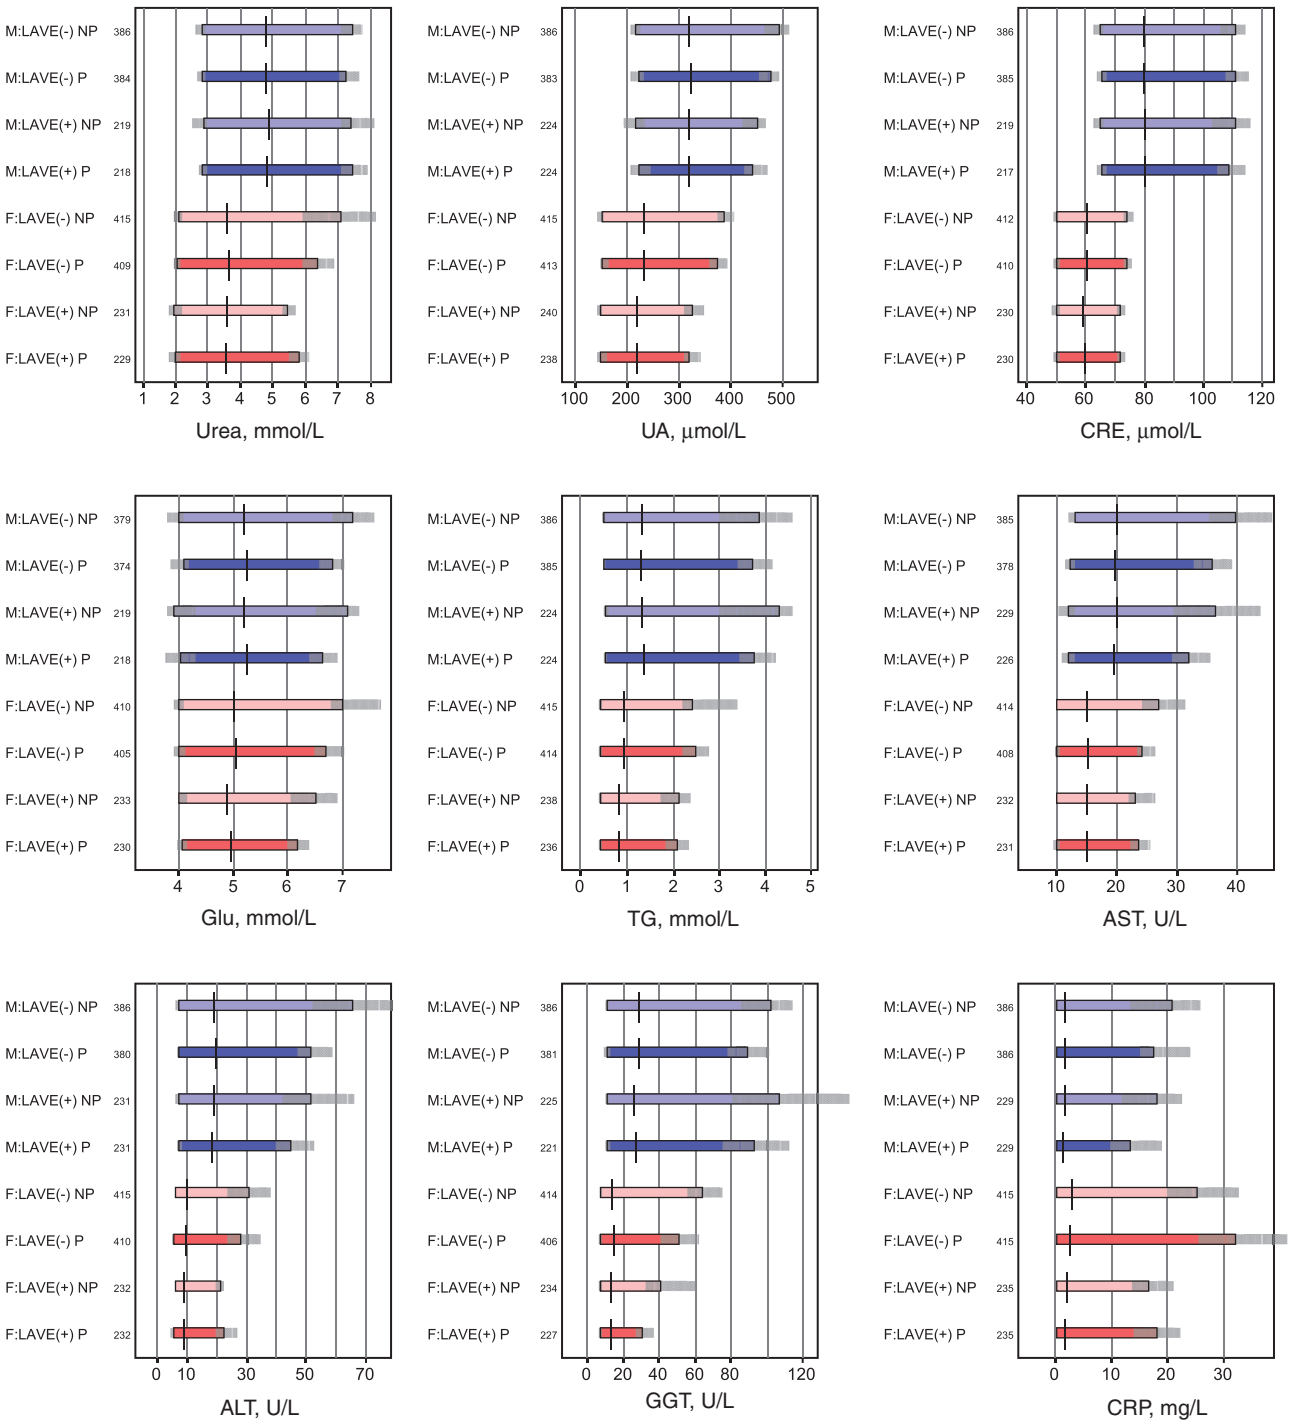 M:LAVE(-) NP 386
M:LAVE(-) P 384
M:LAVE(+) NP 219
M:LAVE(+) P 218
F:LAVE(-) NP 415
F:LAVE(-) P 409
F:LAVE(+) NP 231
F:LAVE(+) P 229
1 2 3 4 5 6 7 8
Urea, mmol/L
M:LAVE(-) NP 386
M:LAVE(-) P 383
M:LAVE(+) NP 224
M:LAVE(+) P 224
F:LAVE(-) NP 415
F:LAVE(-) P 413
F:LAVE(+) NP 240
F:LAVE(+) P 238
100 200 300 400 500
UA, μmol/L
M:LAVE(-) NP 386
M:LAVE(-) P 385
M:LAVE(+) NP 219
M:LAVE(+) P 217
F:LAVE(-) NP 412
F:LAVE(-) P 410
F:LAVE(+) NP 230
F:LAVE(+) P 230
40 60 80 100 120
CRE, μmol/L
M:LAVE(-) NP 379
M:LAVE(-) P 374
M:LAVE(+) NP 219
M:LAVE(+) P 218
F:LAVE(-) NP 410
F:LAVE(-) P 405
F:LAVE(+) NP 233
F:LAVE(+) P 230
4 5 6 7
Glu, mmol/L
M:LAVE(-) NP 386
M:LAVE(-) P 385
M:LAVE(+) NP 224
M:LAVE(+) P 224
F:LAVE(-) NP 415
F:LAVE(-) P 414
F:LAVE(+) NP 238
F:LAVE(+) P 236
0 1 2 3 4 5
TG, mmol/L
M:LAVE(-) NP 385
M:LAVE(-) P 378
M:LAVE(+) NP 229
M:LAVE(+) P 226
F:LAVE(-) NP 414
F:LAVE(-) P 408
F:LAVE(+) NP 232
F:LAVE(+) P 231
10 20 30 40
AST, U/L
M:LAVE(-) NP 386
M:LAVE(-) P 380
M:LAVE(+) NP 231
M:LAVE(+) P 231
F:LAVE(-) NP 415
F:LAVE(-) P 410
F:LAVE(+) NP 232
F:LAVE(+) P 232
0 10 30 50 70
ALT, U/L
M:LAVE(-) NP 386
M:LAVE(-) P 381
M:LAVE(+) NP 225
M:LAVE(+) P 221
F:LAVE(-) NP 414
F:LAVE(-) P 406
F:LAVE(+) NP 234
F:LAVE(+) P 227
0 20 40 60 80 120
GGT, U/L
M:LAVE(-) NP 386
M:LAVE(-) P 386
M:LAVE(+) NP 229
M:LAVE(+) P 229
F:LAVE(-) NP 415
F:LAVE(-) P 415
F:LAVE(+) NP 235
F:LAVE(+) P 235
0 10 20 30
CRP, mg/L